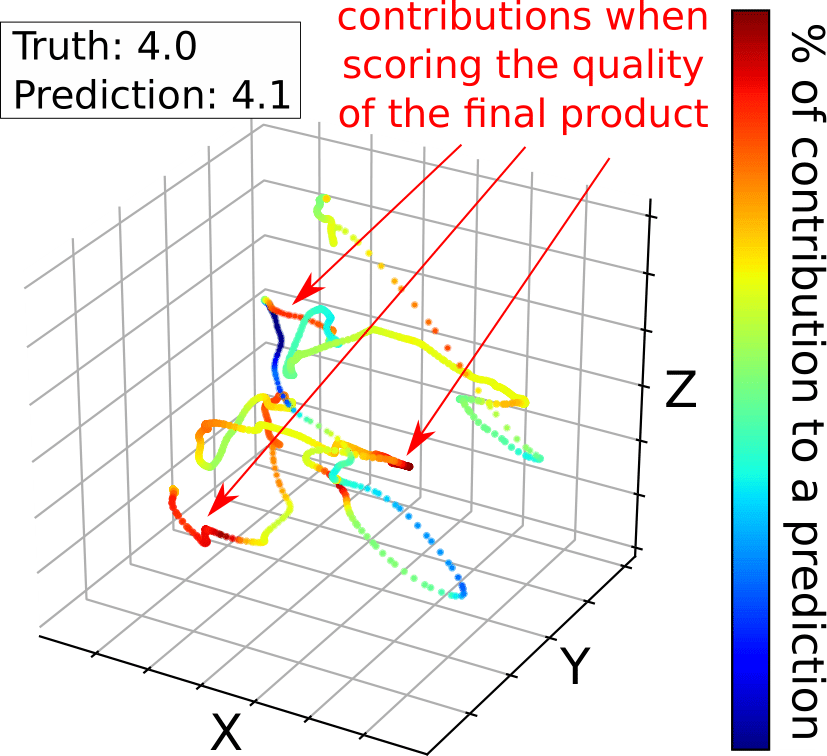 contributions when
scoring the quality
of the final product
Truth: 4.0
Prediction: 4.1
% of contribution to a prediction
Z
Y
X